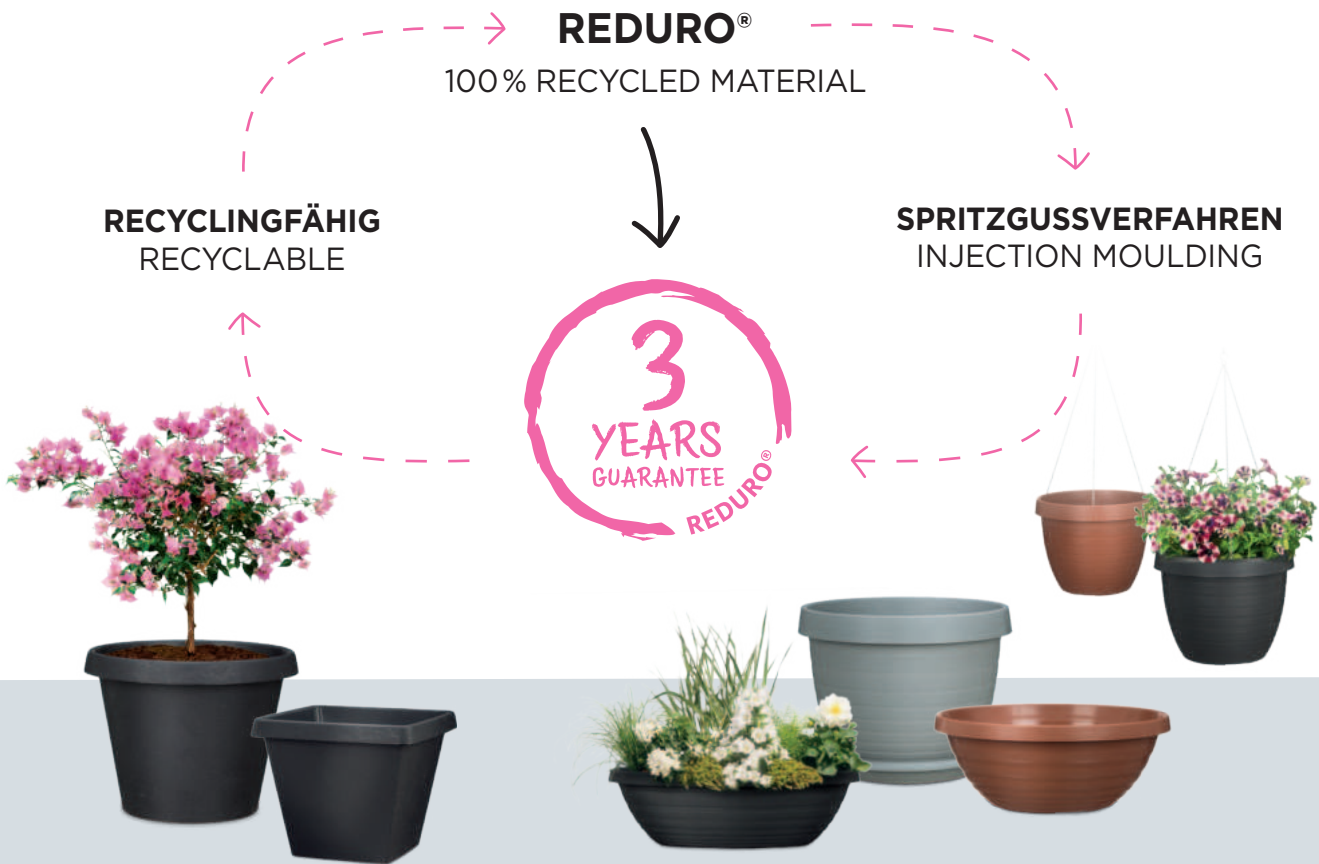 REDURO®
100 % RECYCLED MATERIAL
RECYCLINGFÄHIG
RECYCLABLE
SPRITZGUSSVERFAHREN
INJECTION MOULDING
3
YEARS
GUARANTEE
REDURO®